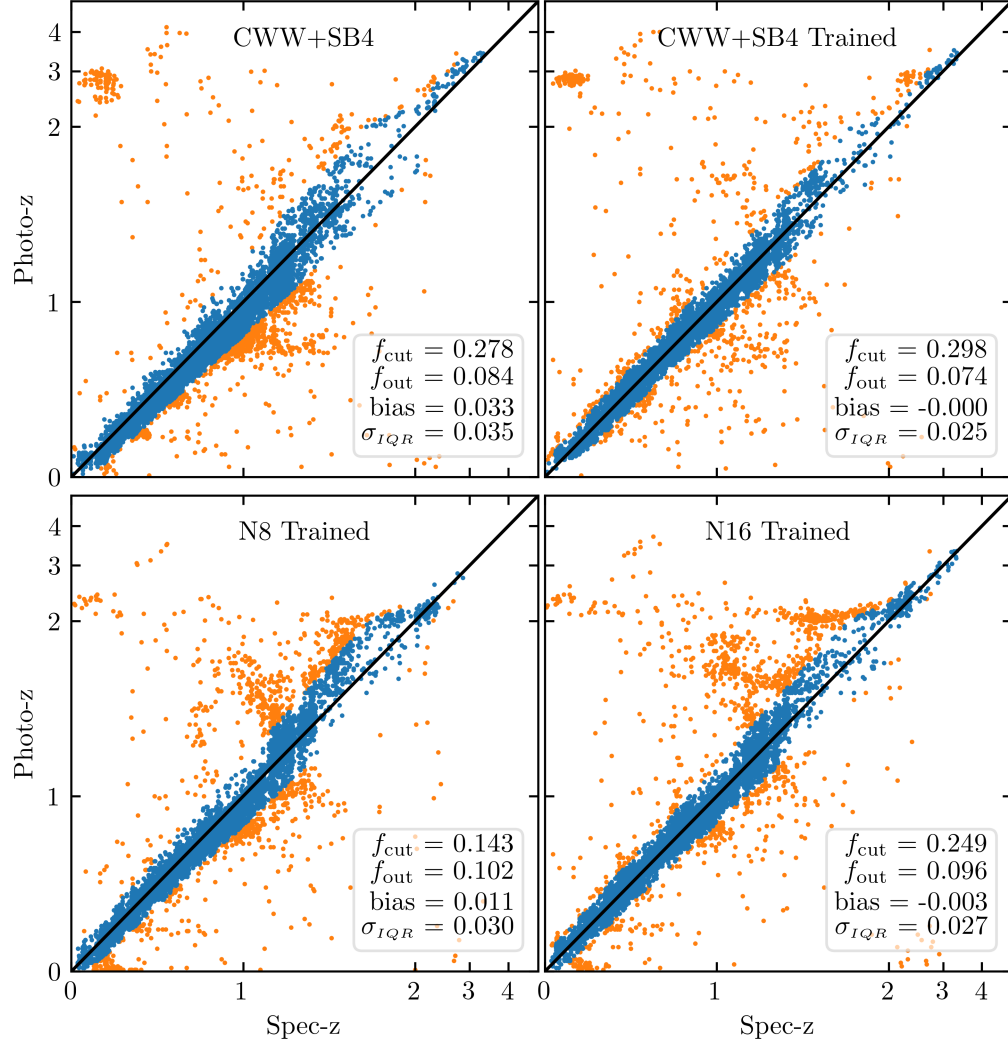 CWW+SB4
CWW+SB4 Trained
4
3
2
1
0
Photo-z
f_cut = 0.278
f_out = 0.084
bias = 0.033
σ_IQR = 0.035
f_cut = 0.298
f_out = 0.074
bias = -0.000
σ_IQR = 0.025
N8 Trained
N16 Trained
4
3
2
1
0
Photo-z
f_cut = 0.143
f_out = 0.102
bias = 0.011
σ_IQR = 0.030
f_cut = 0.249
f_out = 0.096
bias = -0.003
σ_IQR = 0.027
0 1 2 3 4
0 1 2 3 4
Spec-z
Spec-z